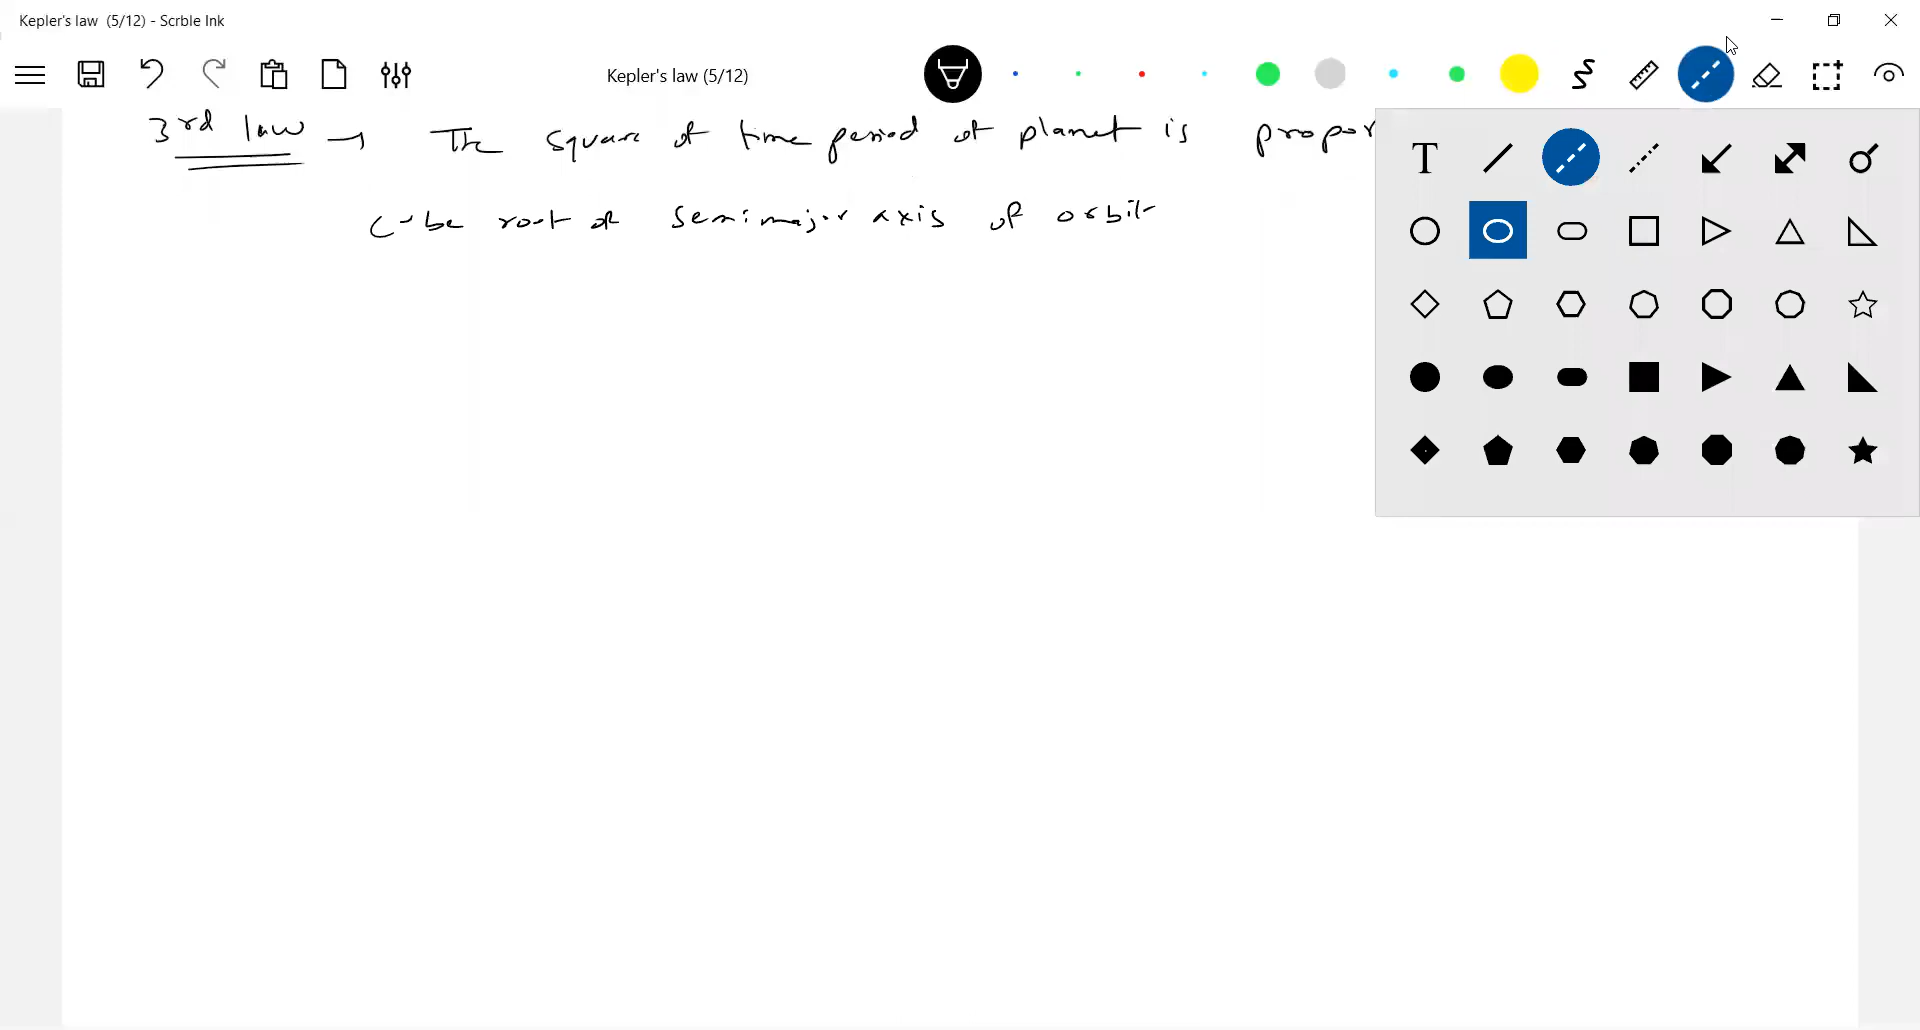 Kepler's law (5/12) - Scrble Ink
Kepler's law (5/12)
3rd law → The square of time period of planet is propor
cube root of semimajor axis of orbit
T